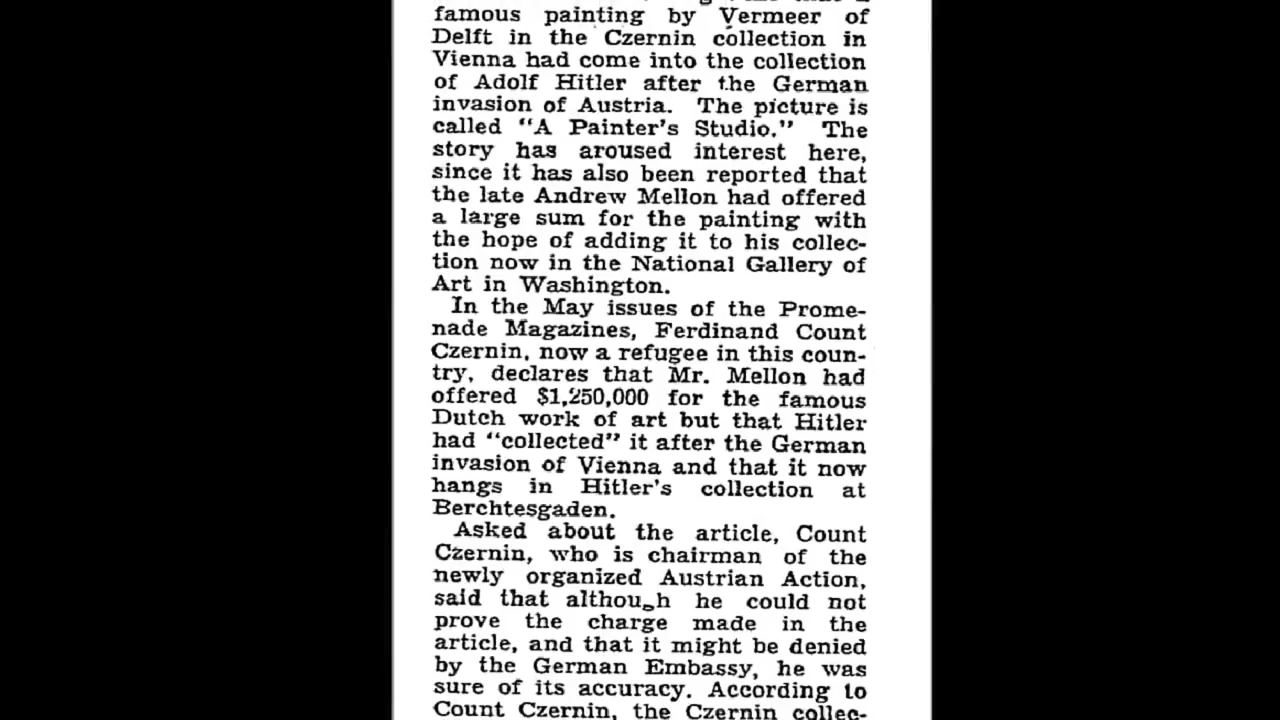 famous painting by Vermeer of
Delft in the Czernin collection in
Vienna had come into the collection
of Adolf Hitler after the German
invasion of Austria. The picture is
called “A Painter’s Studio.” The
story has aroused interest here,
since it has also been reported that
the late Andrew Mellon had offered
a large sum for the painting with
the hope of adding it to his collec-
tion now in the National Gallery of
Art in Washington.
In the May issues of the Prome-
nade Magazines, Ferdinand Count
Czernin, now a refugee in this coun-
try, declares that Mr. Mellon had
offered $1,250,000 for the famous
Dutch work of art but that Hitler
had “collected” it after the German
invasion of Vienna and that it now
hangs in Hitler’s collection at
Berchtesgaden.
Asked about the article, Count
Czernin, who is chairman of the
newly organized Austrian Action,
said that although he could not
prove the charge made in the
article, and that it might be denied
by the German Embassy, he was
sure of its accuracy. According to
Count Czernin, the Czernin collec-